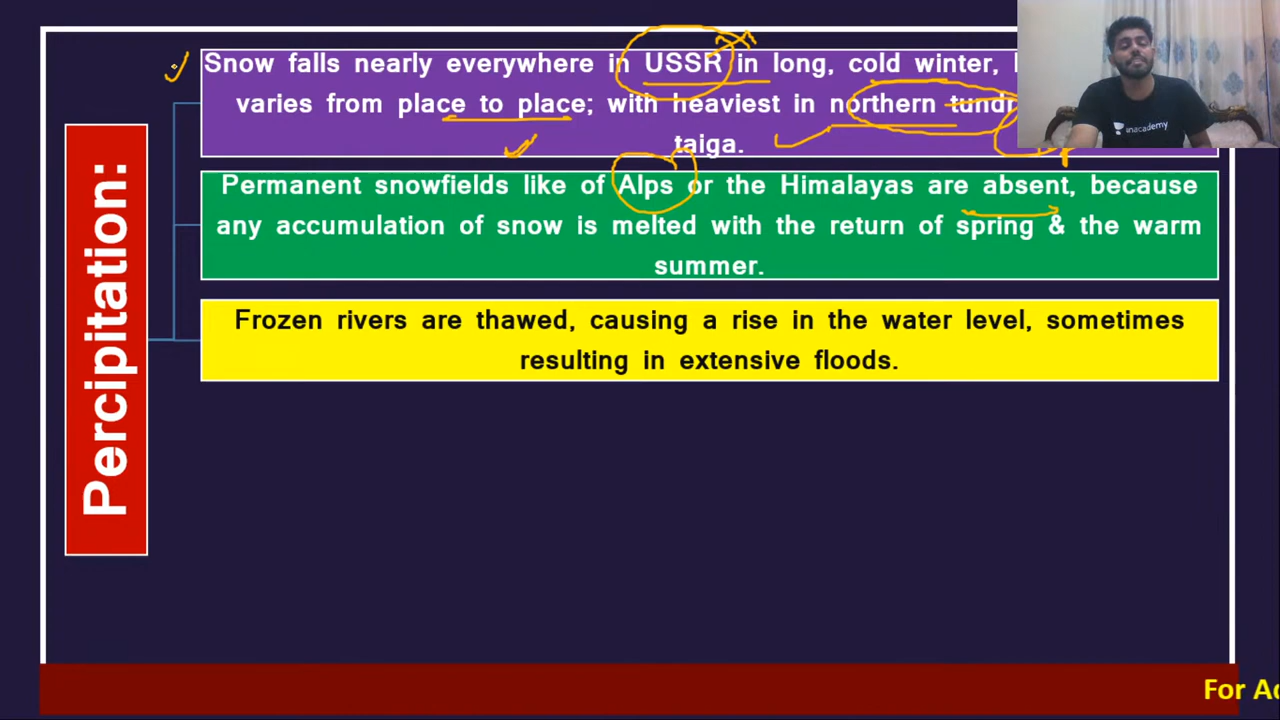 Snow falls nearly everywhere in USSR in long, cold winter,
varies from place to place; with heaviest in northern
taiga.
Permanent snowfields like of Alps or the Himalayas are absent, because
any accumulation of snow is melted with the return of spring & the warm
summer.
Frozen rivers are thawed, causing a rise in the water level, sometimes
resulting in extensive floods.
Percipitation:
unacademy
For